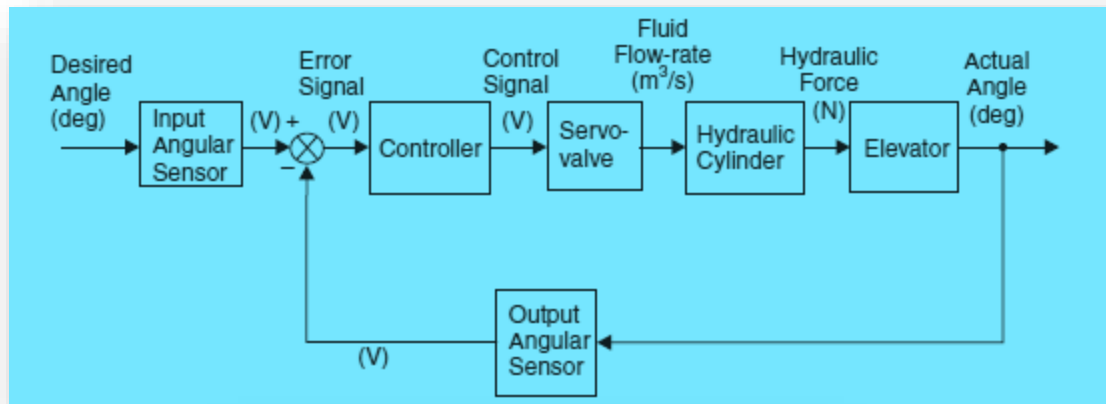 Desired
Angle
(deg)
Input
Angular
Sensor
(V) +
−
Error
Signal
(V)
Controller
Control
Signal
(V)
Servo-
valve
Fluid
Flow-rate
(m³/s)
Hydraulic
Cylinder
Hydraulic
Force
(N)
Elevator
Actual
Angle
(deg)
Output
Angular
Sensor
(V)